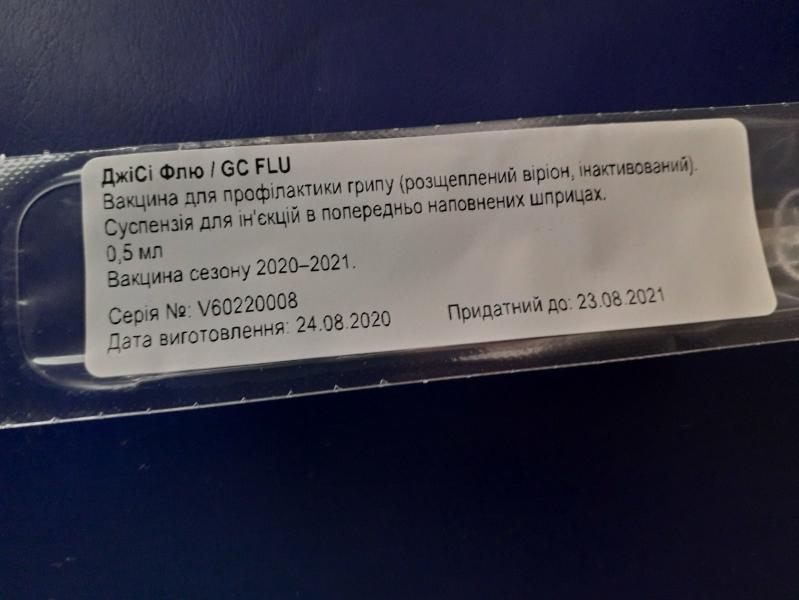 ДжіСі Флю / GC FLU
Вакцина для профілактики грипу (розщеплений віріон, інактивований).
Суспензія для ін'єкцій в попередньо наповнених шприцах.
0,5 мл
Вакцина сезону 2020–2021.
Серія №: V60220008
Дата виготовлення: 24.08.2020 Придатний до: 23.08.2021